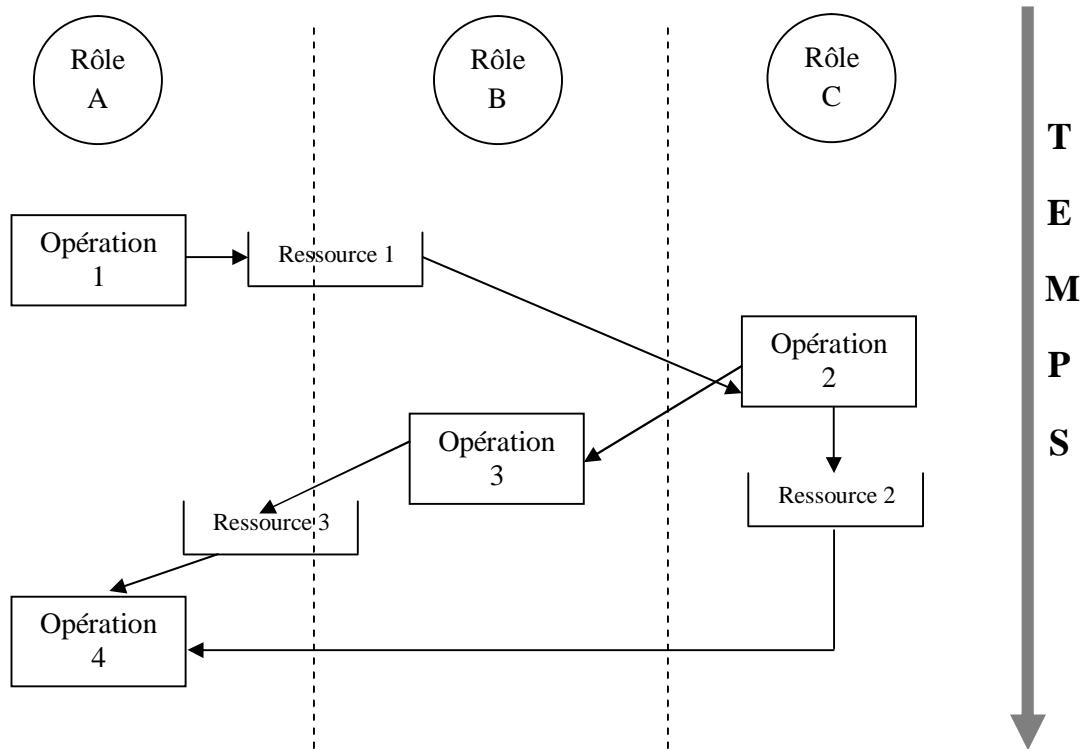 Rôle
A
Rôle
B
Rôle
C
T
E
M
P
S
Opération
1
Ressource 1
Opération
2
Opération
3
Ressource 2
Ressource 3
Opération
4